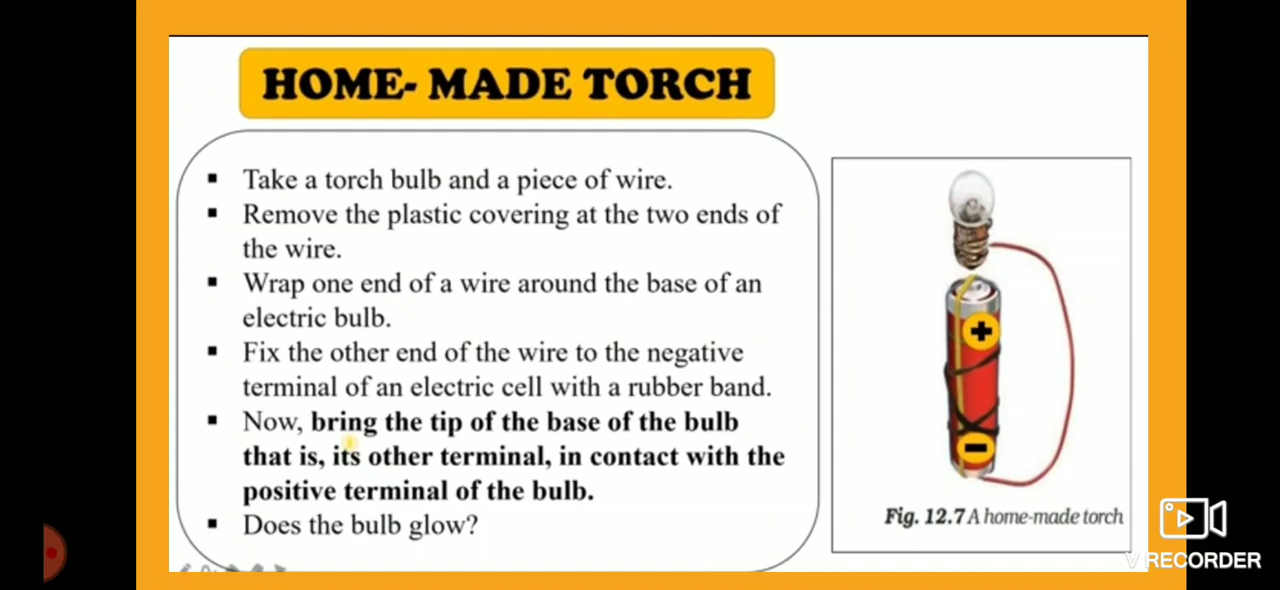 HOME- MADE TORCH
▪ Take a torch bulb and a piece of wire.
▪ Remove the plastic covering at the two ends of
the wire.
▪ Wrap one end of a wire around the base of an
electric bulb.
▪ Fix the other end of the wire to the negative
terminal of an electric cell with a rubber band.
▪ Now, bring the tip of the base of the bulb
that is, its other terminal, in contact with the
positive terminal of the bulb.
▪ Does the bulb glow?
+
−
Fig. 12.7 A home-made torch
V RECORDER